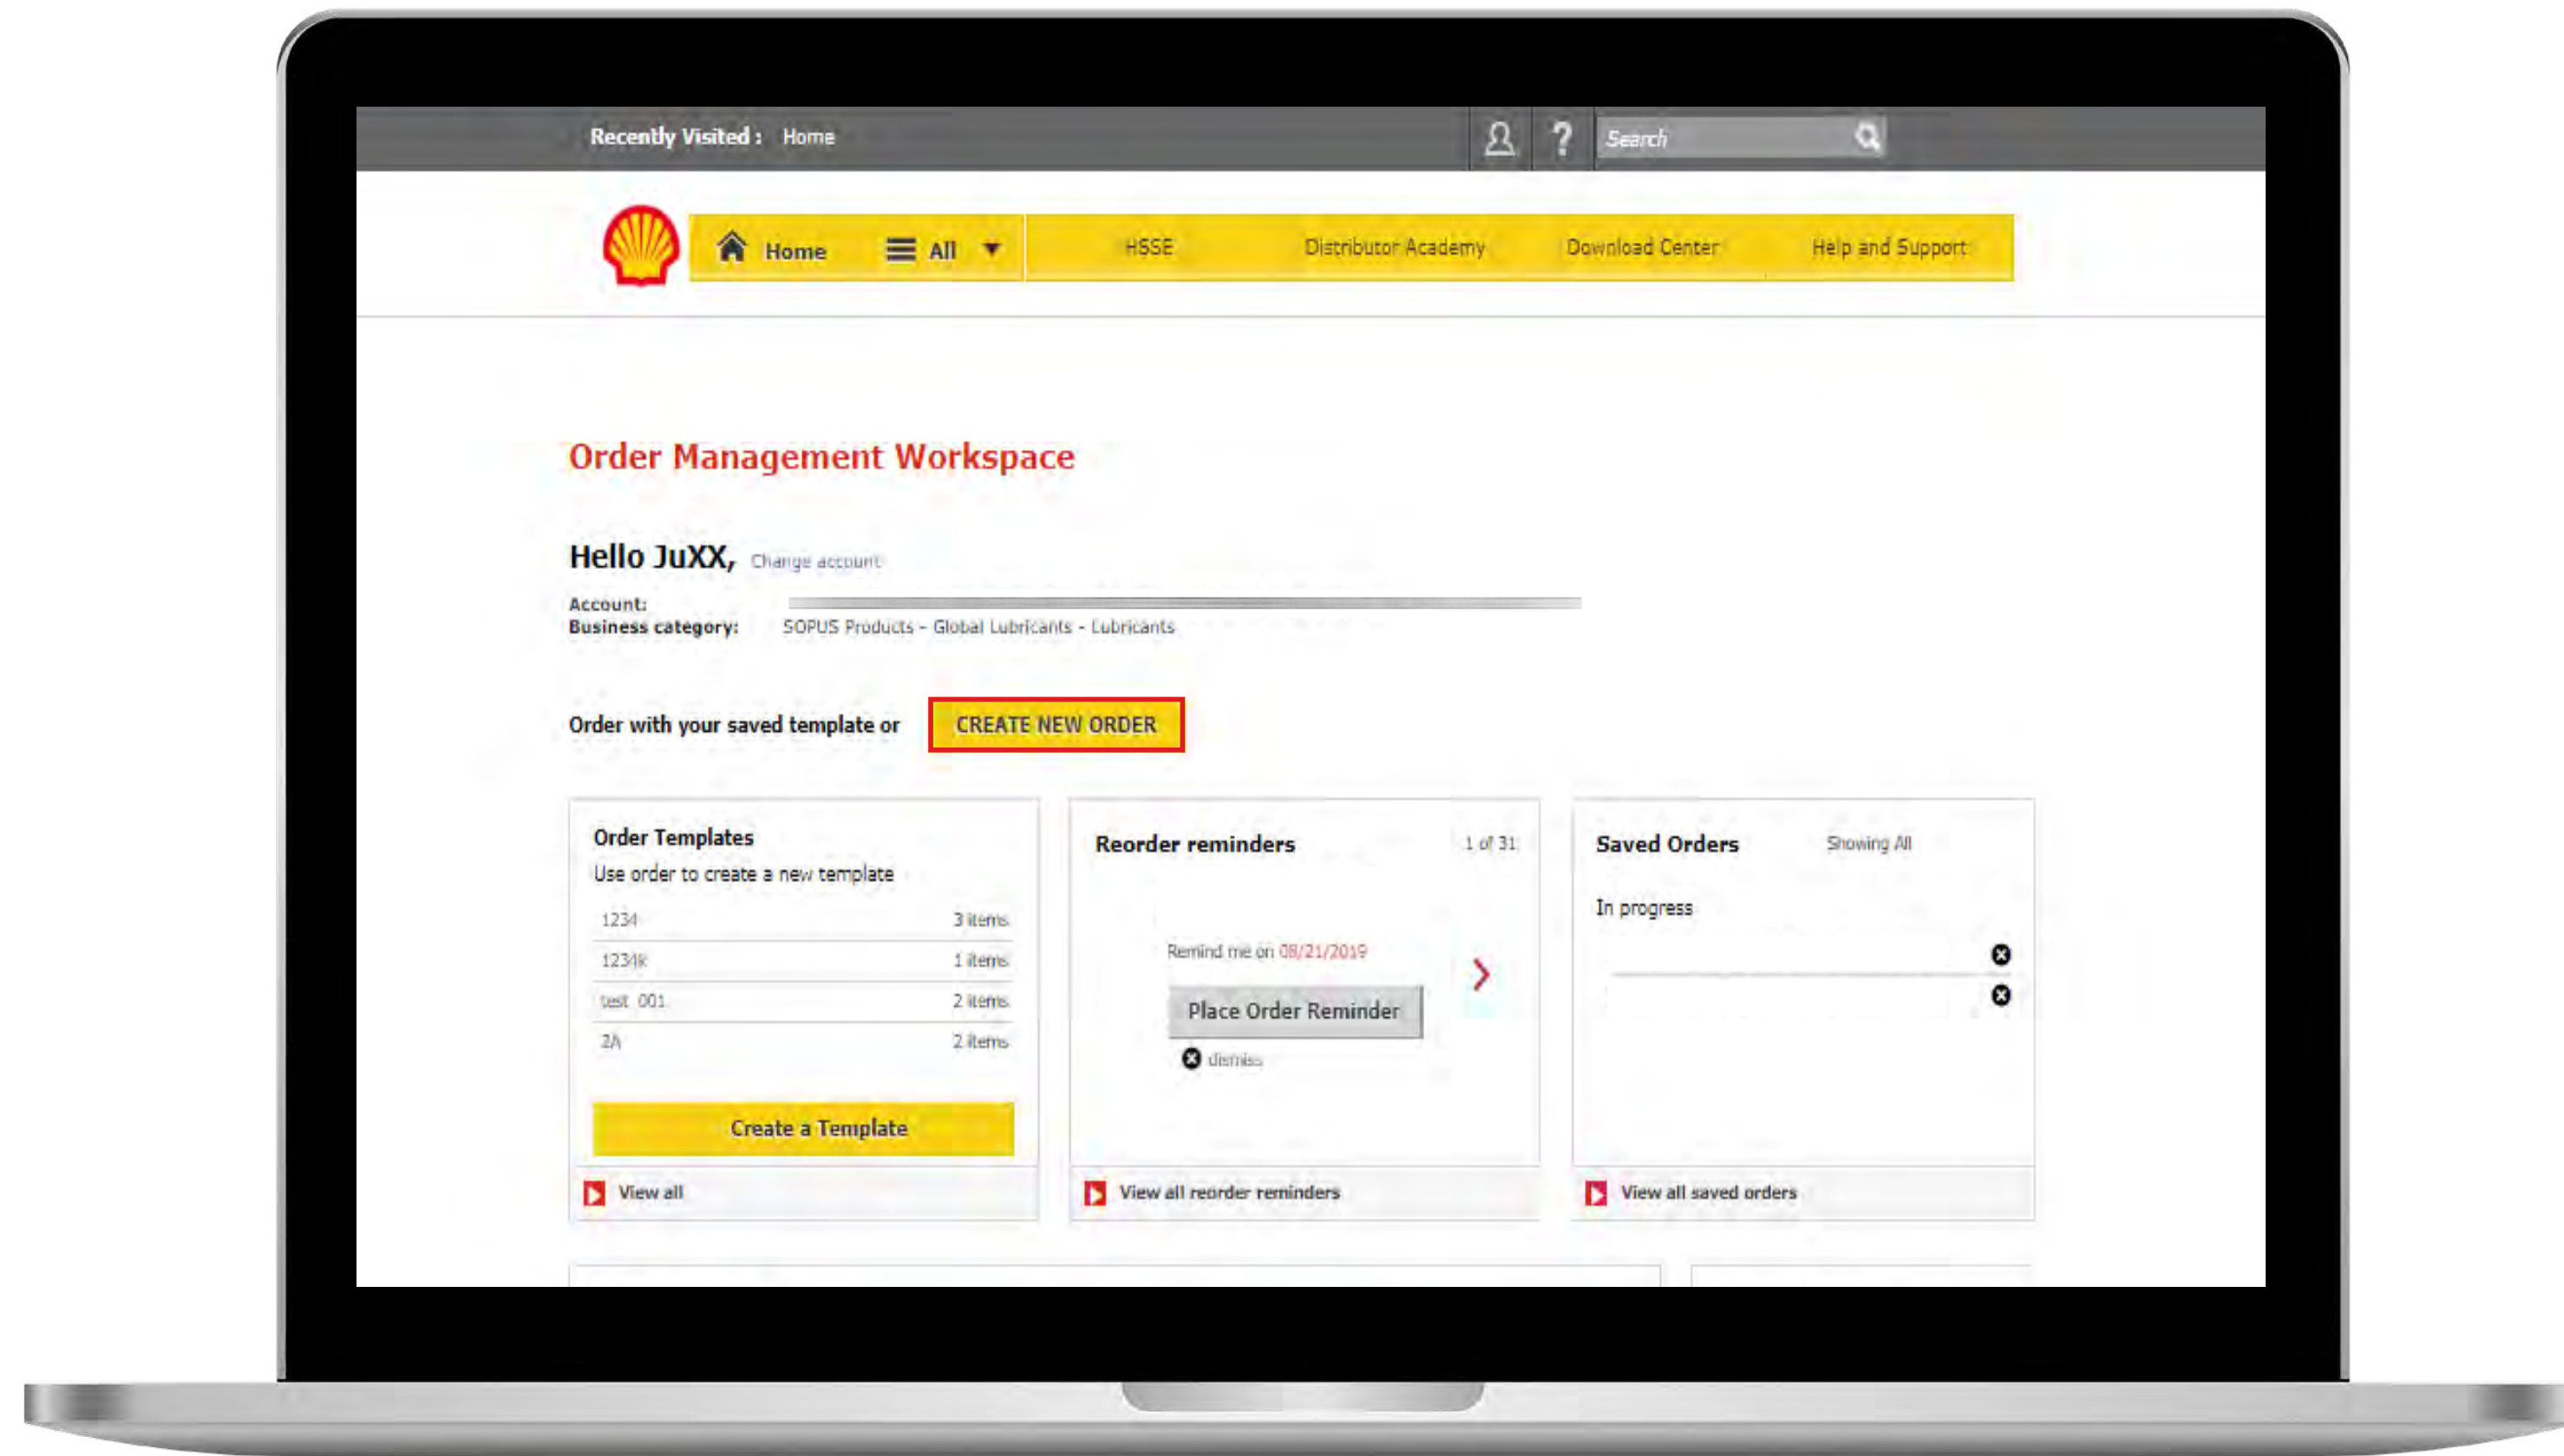 Recently Visited : Home ? Search
Home All HSSE Distributor Academy Download Center Help and Support
Order Management Workspace
Hello JuXX, Change account
Account:
Business category: SOPUS Products - Global Lubricants - Lubricants
Order with your saved template or CREATE NEW ORDER
Order Templates
Use order to create a new template
1234 3 items
1234k 1 items
test 001 2 items
2A 2 items
Create a Template
View all
Reorder reminders 1 of 31
Remind me on 08/21/2019
Place Order Reminder
dismiss
View all reorder reminders
Saved Orders Showing All
In progress
View all saved orders